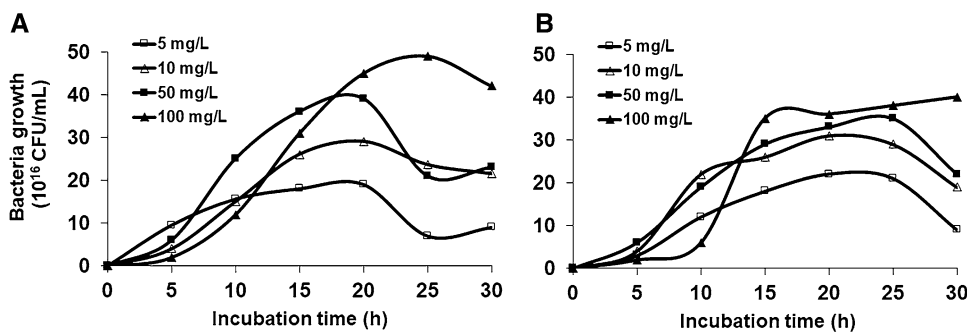 A
5 mg/L
10 mg/L
50 mg/L
100 mg/L
Bacteria growth
(10¹⁶ CFU/mL)
50
40
30
20
10
0
0 5 10 15 20 25 30
Incubation time (h)
B
5 mg/L
10 mg/L
50 mg/L
100 mg/L
50
40
30
20
10
0
0 5 10 15 20 25 30
Incubation time (h)